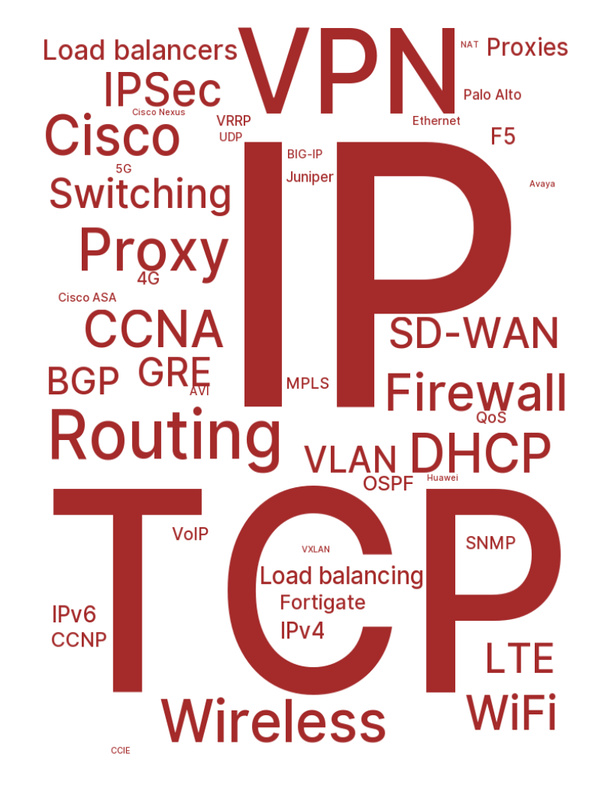 VPN
NAT
Proxies
Load balancers
IPSec
Palo Alto
Cisco Nexus
Cisco
VRRP
Ethernet
UDP
F5
IP
BIG-IP
5G
Juniper
Avaya
Switching
Proxy
4G
Cisco ASA
CCNA
SD-WAN
BGP
GRE
AVI
MPLS
Firewall
QoS
Routing
VLAN
DHCP
OSPF
Huawei
TCP
VoIP
SNMP
VXLAN
Load balancing
Fortigate
IPv6
IPv4
CCNP
LTE
Wireless
WiFi
CCIE